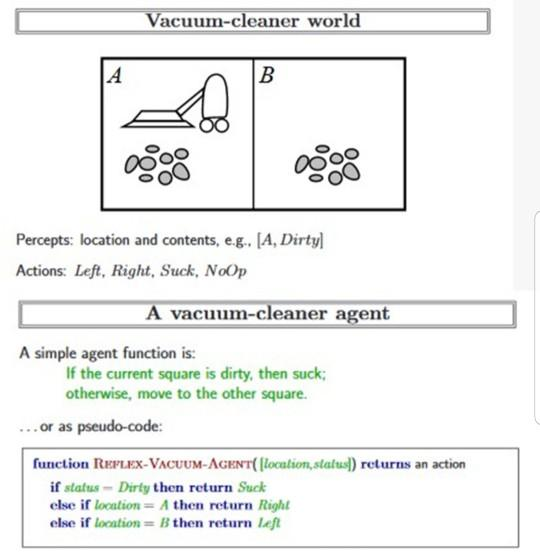 Vacuum-cleaner world
A B
Percepts: location and contents, e.g., [A, Dirty]
Actions: Left, Right, Suck, NoOp
A vacuum-cleaner agent
A simple agent function is:
If the current square is dirty, then suck;
otherwise, move to the other square.
...or as pseudo-code:
function REFLEX-VACUUM-AGENT([location,status]) returns an action
if status = Dirty then return Suck
else if location = A then return Right
else if location = B then return Left